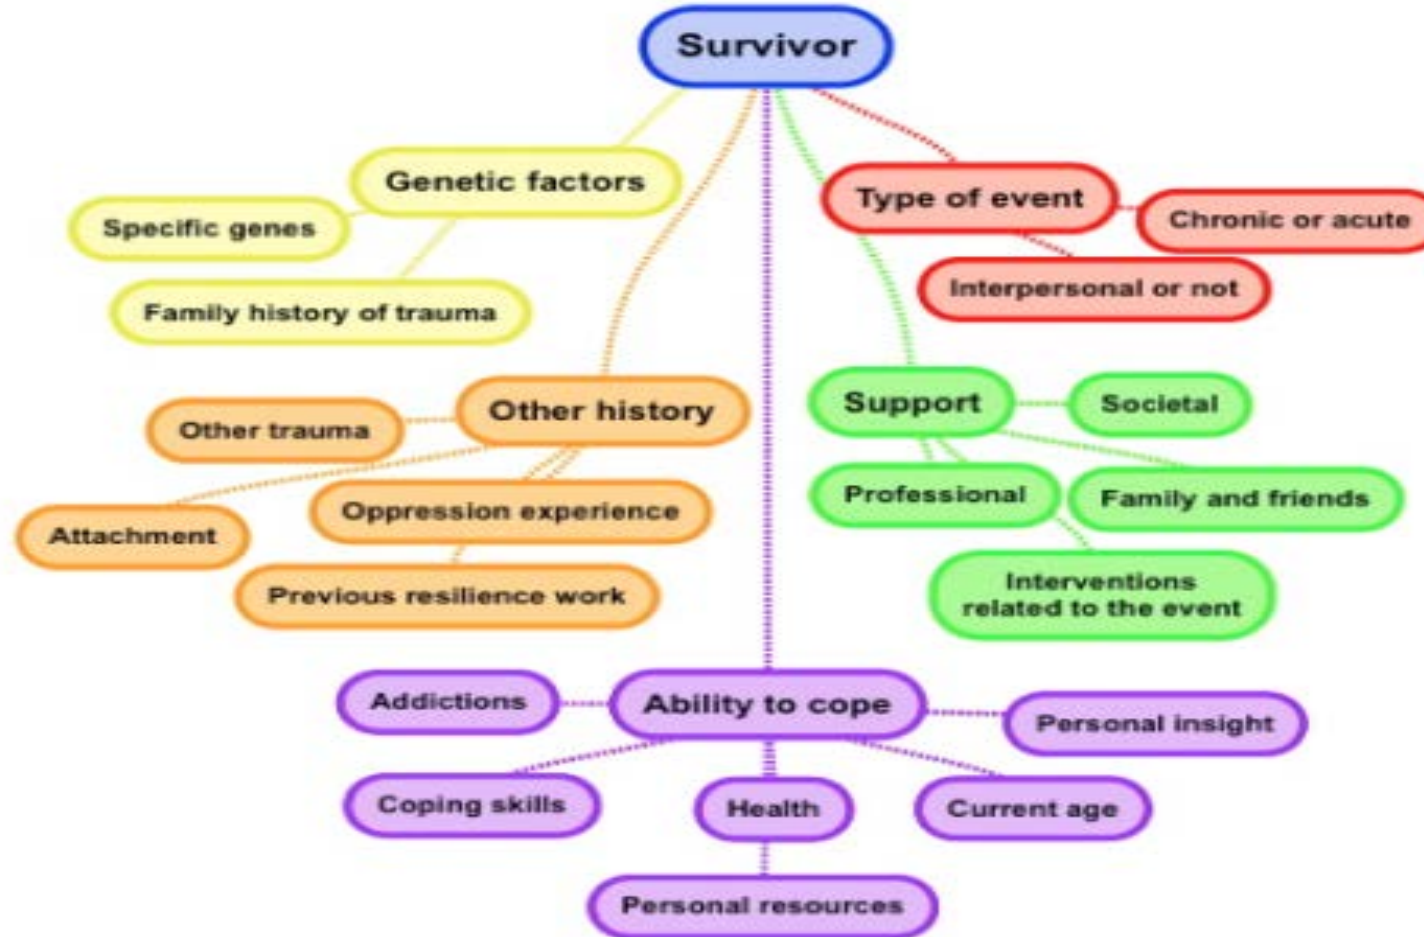 Survivor
Genetic factors
Specific genes
Family history of trauma
Type of event
Chronic or acute
Interpersonal or not
Other history
Other trauma
Attachment
Oppression experience
Previous resilience work
Support
Societal
Professional
Family and friends
Interventions
related to the event
Ability to cope
Addictions
Personal insight
Coping skills
Health
Current age
Personal resources